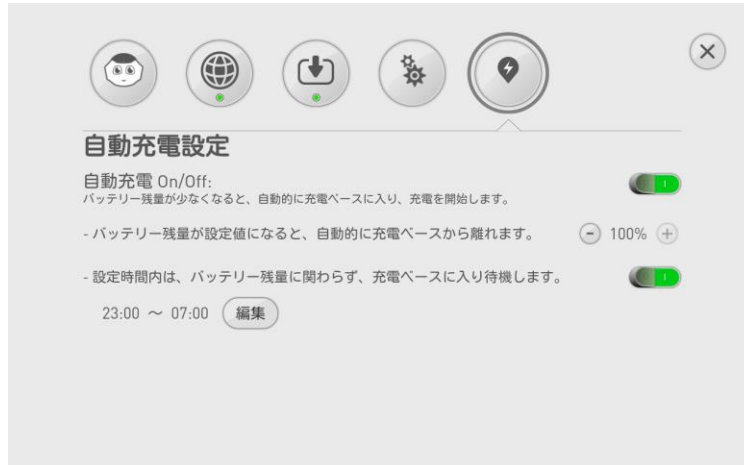 自動充電設定
自動充電 On/Off:
バッテリー残量が少なくなると、自動的に充電ベースに入り、充電を開始します。
- バッテリー残量が設定値になると、自動的に充電ベースから離れます。 100%
- 設定時間内は、バッテリー残量に関わらず、充電ベースに入り待機します。
23:00 ～ 07:00 編集